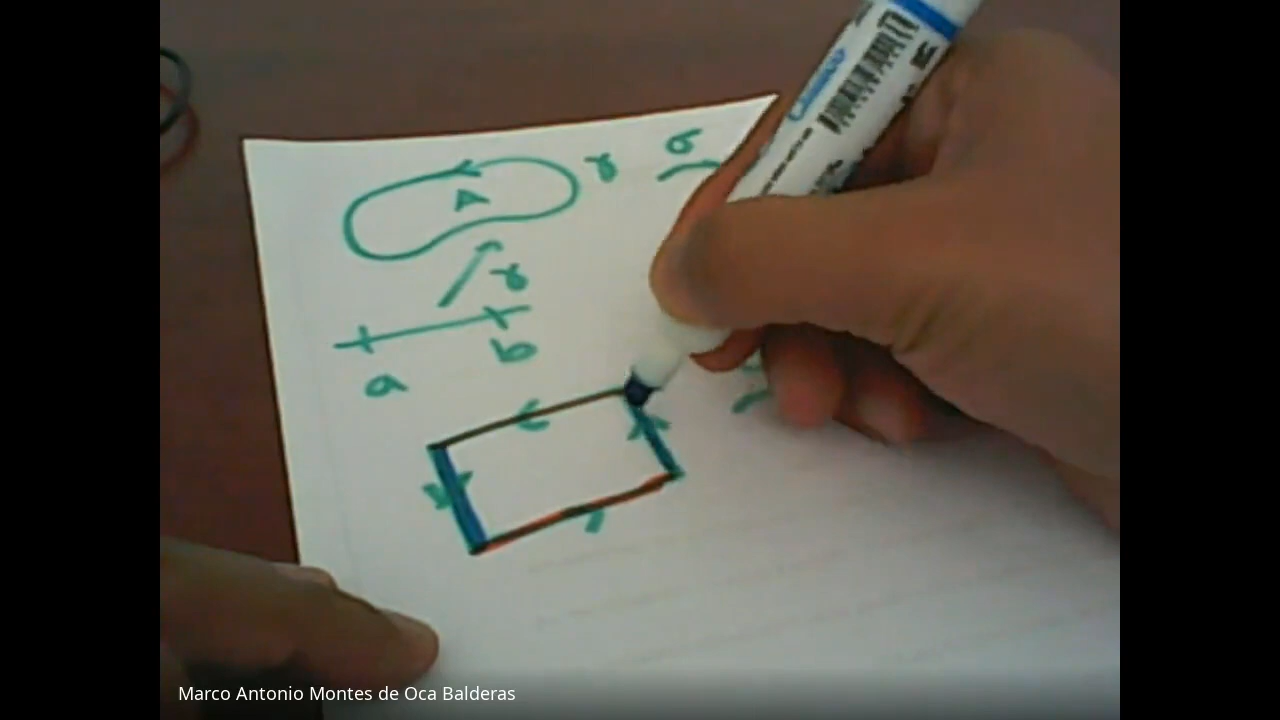 γ
σ
A
γ
a
b
Marco Antonio Montes de Oca Balderas